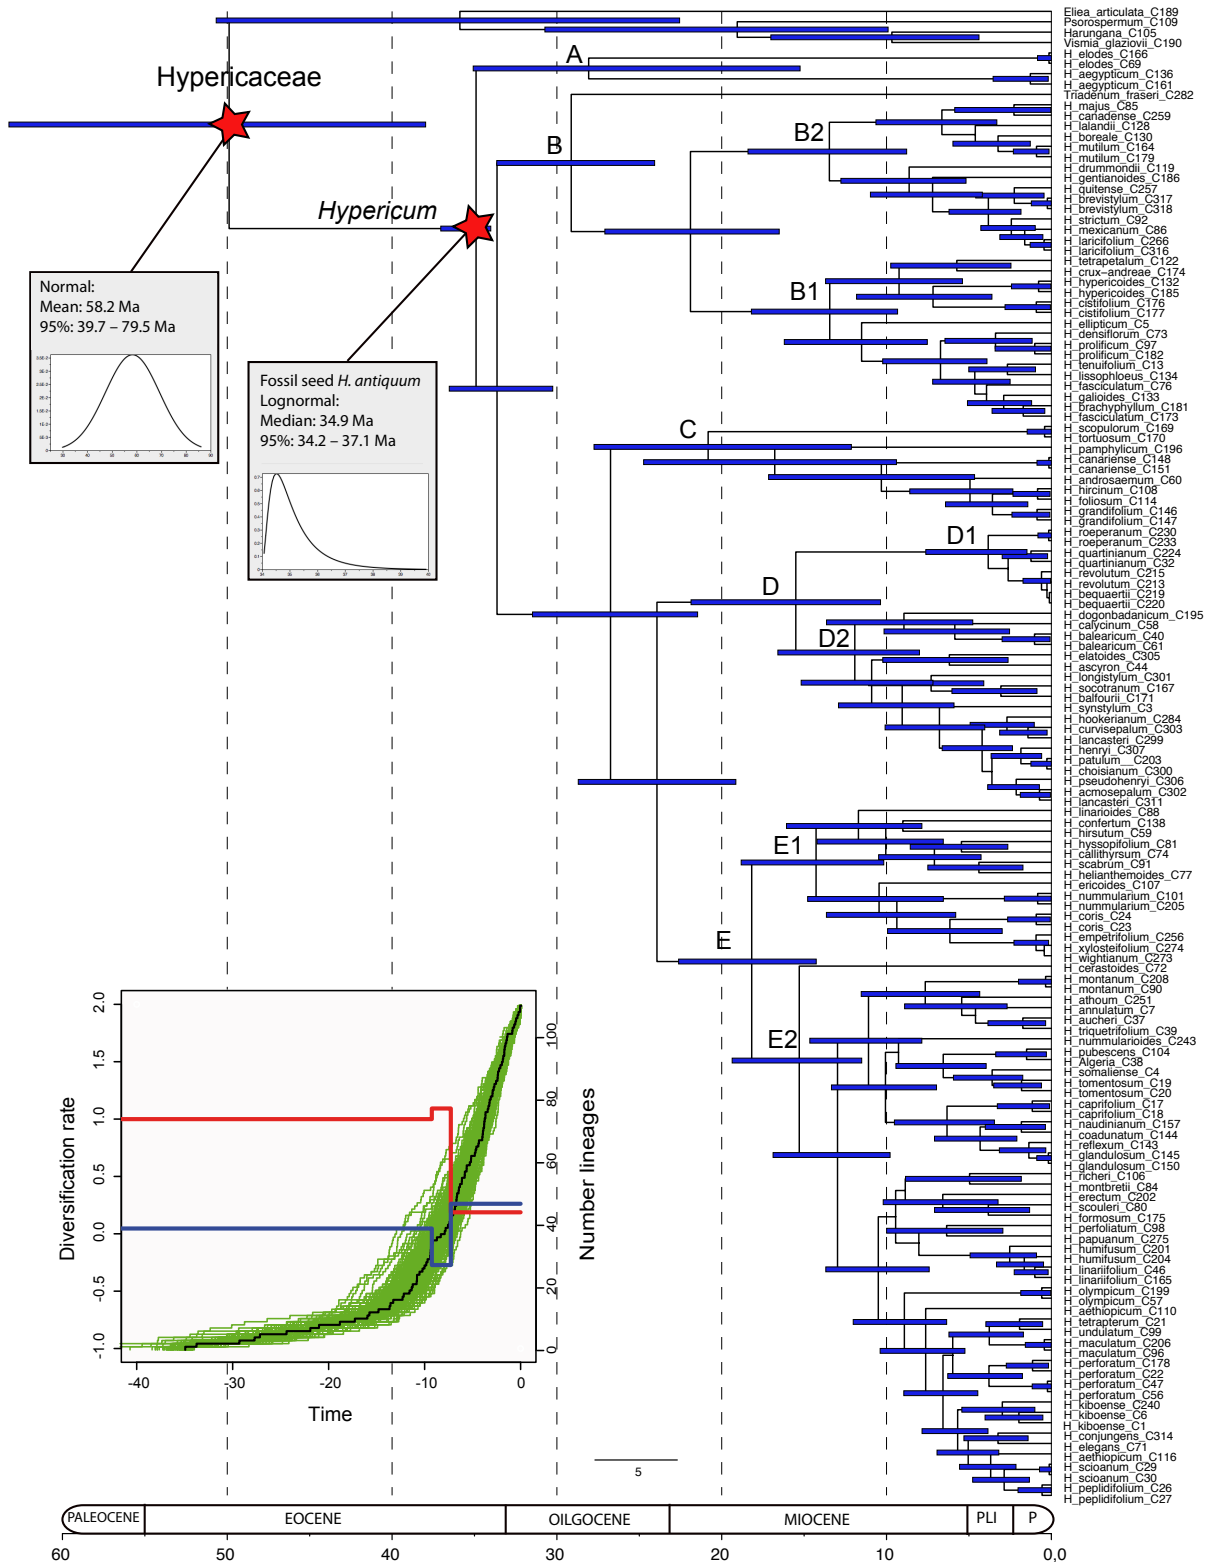 Eliea_articulata_C189
Psorospermum_C109
Harungana_C105
Vismia_glaziovii_C190
H_elodes_C166
H_elodes_C69
H_aegypticum_C136
H_aegypticum_C161
Triadenum_fraseri_C282
H_majus_C85
H_canadense_C259
H_lalandii_C128
H_boreale_C130
H_mutilum_C164
H_mutilum_C179
H_drummondii_C119
H_gentianoides_C186
H_quitense_C257
H_brevistylum_C317
H_brevistylum_C318
H_strictum_C92
H_mexicanum_C86
H_laricifolium_C266
H_laricifolium_C316
H_tetrapetalum_C122
H_crux-andreae_C174
H_hypericoides_C132
H_hypericoides_C185
H_cistifolium_C176
H_cistifolium_C177
H_ellipticum_C5
H_densiflorum_C73
H_prolificum_C97
H_prolificum_C182
H_tenuifolium_C13
H_lissophloeus_C134
H_fasciculatum_C76
H_galioides_C133
H_brachyphyllum_C181
H_fasciculatum_C173
H_scopulorum_C169
H_tortuosum_C170
H_pamphylicum_C196
H_canariense_C148
H_canariense_C151
H_androsaemum_C60
H_hircinum_C108
H_foliosum_C114
H_grandifolium_C146
H_grandifolium_C147
H_roeperanum_C230
H_roeperanum_C233
H_quartinianum_C224
H_quartinianum_C32
H_revolutum_C215
H_revolutum_C213
H_bequaertii_C219
H_bequaertii_C220
H_dogonbadanicum_C195
H_calycinum_C58
H_balearicum_C40
H_balearicum_C61
H_elatoides_C305
H_ascyron_C44
H_longistylum_C301
H_socotranum_C167
H_balfourii_C171
H_synstylum_C3
H_hookerianum_C284
H_curvisepalum_C303
H_lancasteri_C299
H_henryi_C307
H_patulum__C203
H_choisianum_C300
H_pseudohenryi_C306
H_acmosepalum_C302
H_lancasteri_C311
H_linarioides_C88
H_confertum_C138
H_hirsutum_C59
H_hyssopifolium_C81
H_callithyrsum_C74
H_scabrum_C91
H_helianthemoides_C77
H_ericoides_C107
H_nummularium_C101
H_nummularium_C205
H_coris_C24
H_coris_C23
H_empetrifolium_C256
H_xylosteifolium_C274
H_wightianum_C273
H_cerastoides_C72
H_montanum_C208
H_montanum_C90
H_athoum_C251
H_annulatum_C7
H_aucheri_C37
H_triquetrifolium_C39
H_nummularioides_C243
H_pubescens_C104
H_Algeria_C38
H_somaliense_C4
H_tomentosum_C19
H_tomentosum_C20
H_caprifolium_C17
H_caprifolium_C18
H_naudinianum_C157
H_coadunatum_C144
H_reflexum_C143
H_glandulosum_C145
H_glandulosum_C150
H_richeri_C106
H_montbretii_C84
H_erectum_C202
H_scouleri_C80
H_formosum_C175
H_perfoliatum_C98
H_papuanum_C275
H_humifusum_C201
H_humifusum_C204
H_linariifolium_C46
H_linariifolium_C165
H_olympicum_C199
H_olympicum_C57
H_aethiopicum_C110
H_tetrapterum_C21
H_undulatum_C99
H_maculatum_C206
H_maculatum_C96
H_perforatum_C178
H_perforatum_C22
H_perforatum_C47
H_perforatum_C56
H_kiboense_C240
H_kiboense_C6
H_kiboense_C1
H_conjungens_C314
H_elegans_C71
H_aethiopicum_C116
H_scioanum_C29
H_scioanum_C30
H_peplidifolium_C26
H_peplidifolium_C27
Hypericaceae
Hypericum
A
B
B2
B1
C
D1
D
D2
E1
E
E2
Normal:
Mean: 58.2 Ma
95%: 39.7 – 79.5 Ma
Fossil seed H. antiquum
Lognormal:
Median: 34.9 Ma
95%: 34.2 – 37.1 Ma
Diversification rate
2.0
1.5
1.0
0.5
0.0
-0.5
-1.0
Number lineages
100
80
60
40
20
0
-40
-30
-20
-10
0
Time
5
PALEOCENE
EOCENE
OILGOCENE
MIOCENE
PLI
P
60
50
40
30
20
10
0,0